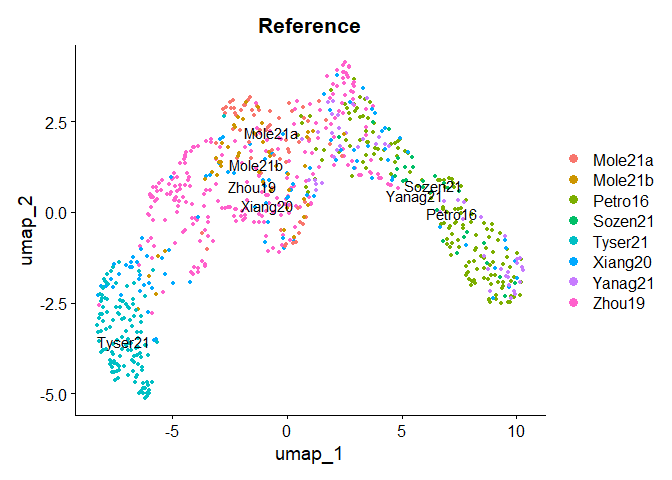 Reference
umap_2
2.5
0.0
-2.5
-5.0
Mole21a
Mole21b
Zhou19
Xiang20
Sozen21
Yanag21
Petro16
Tyser21
-5
0
5
10
umap_1
Mole21a
Mole21b
Petro16
Sozen21
Tyser21
Xiang20
Yanag21
Zhou19